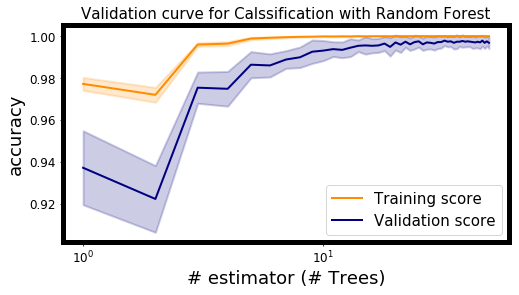 Validation curve for Calssification with Random Forest
accuracy
1.00
0.98
0.96
0.94
0.92
Training score
Validation score
10^0
10^1
# estimator (# Trees)